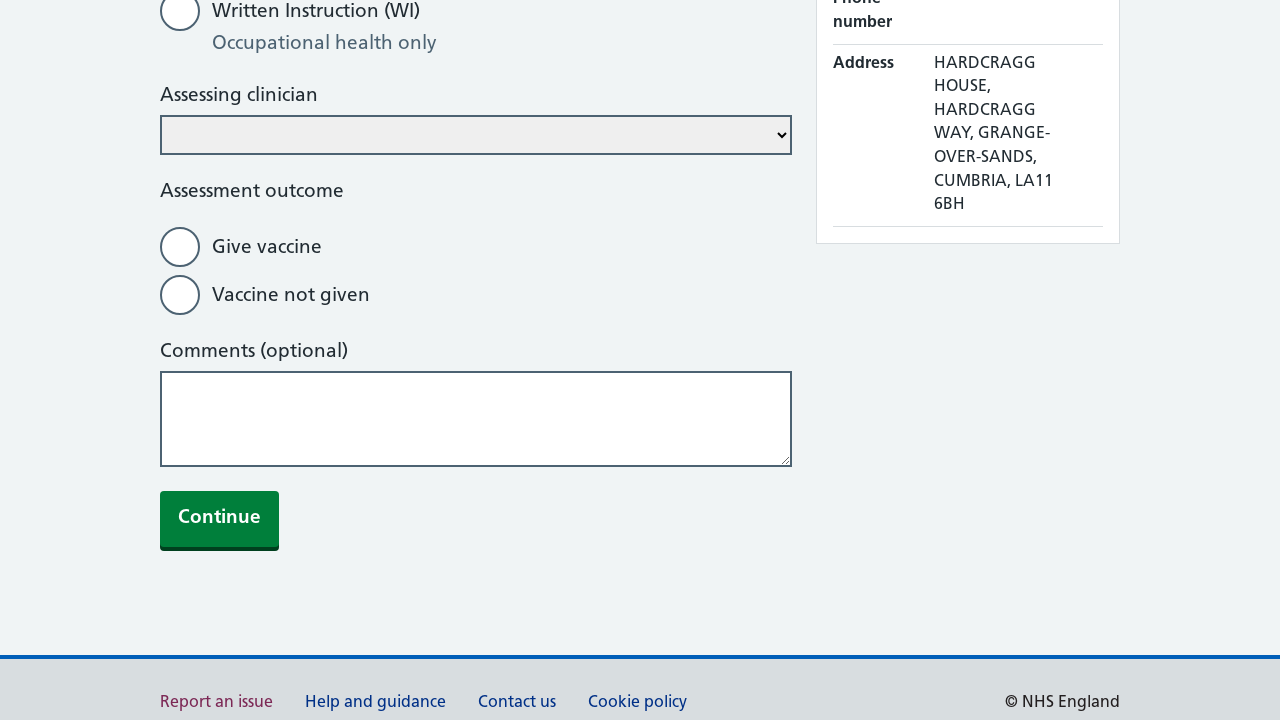 Written Instruction (WI)
Occupational health only
Assessing clinician
Assessment outcome
Give vaccine
Vaccine not given
Comments (optional)
Continue
Phone
number
Address
HARDCRAGG
HOUSE,
HARDCRAGG
WAY, GRANGE-
OVER-SANDS,
CUMBRIA, LA11
6BH
Report an issue
Help and guidance
Contact us
Cookie policy
© NHS England